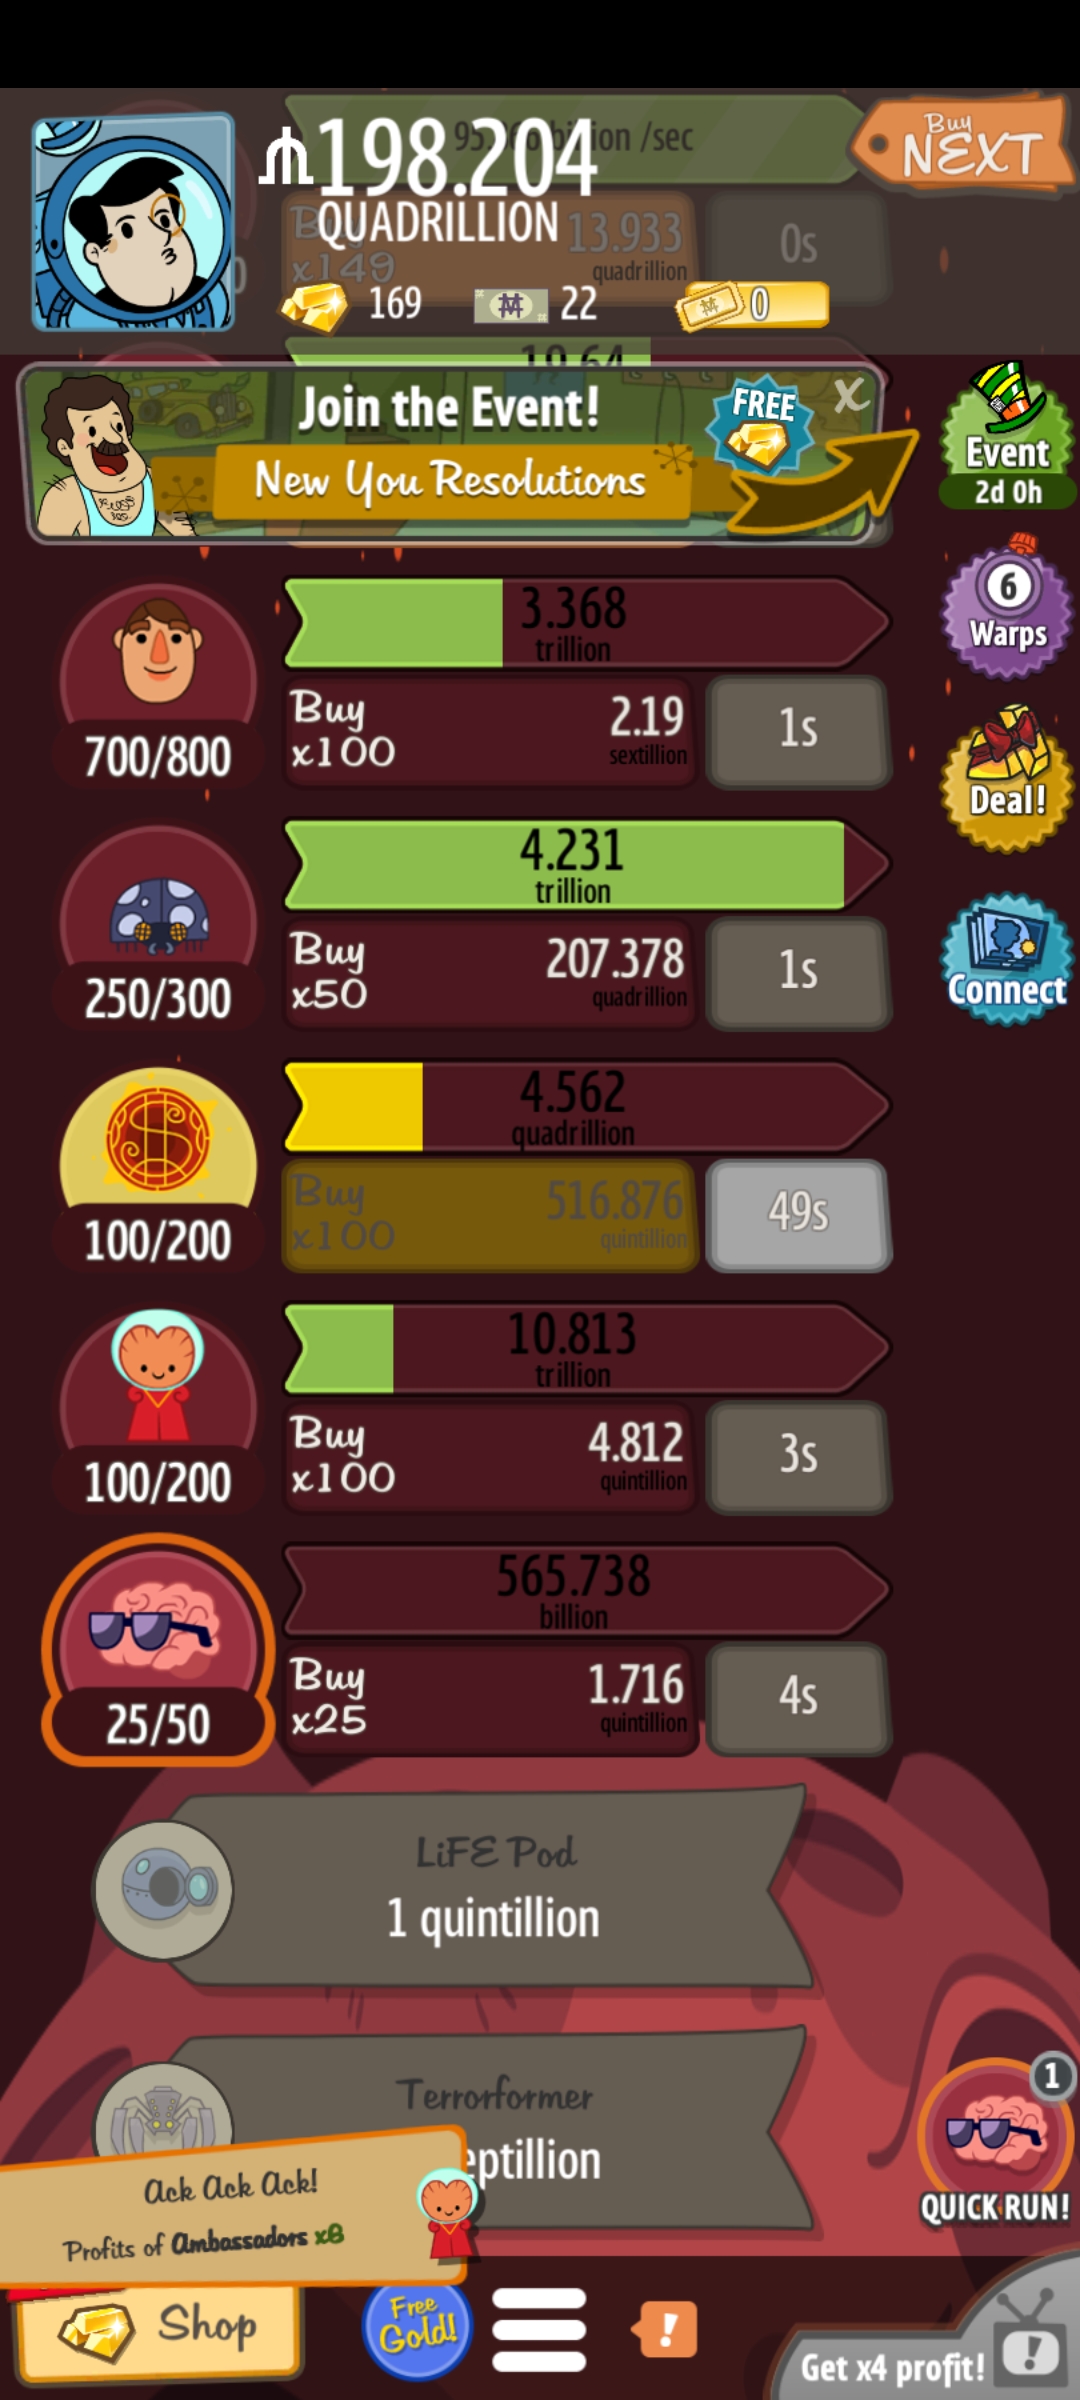 198.204
QUADRILLION
Buy
NEXT
/sec
Buy
x149
13.933
quadrillion
0s
169
22
0
Join the Event!
New You Resolutions
FREE
X
Event
2d 0h
3.368
trillion
700/800
Buy
x100
2.19
sextillion
1s
6
Warps
4.231
trillion
250/300
Buy
x50
207.378
quadrillion
1s
Deal!
Connect
4.562
quadrillion
100/200
Buy
x100
516.876
quintillion
49s
10.813
trillion
100/200
Buy
x100
4.812
quintillion
3s
565.738
billion
25/50
Buy
x25
1.716
quintillion
4s
LiFE Pod
1 quintillion
Terrorformer
eptillion
1
QUICK RUN!
Ack Ack Ack!
Profits of Ambassadors x8
Shop
Free
Gold!
!
Get x4 profit!
!